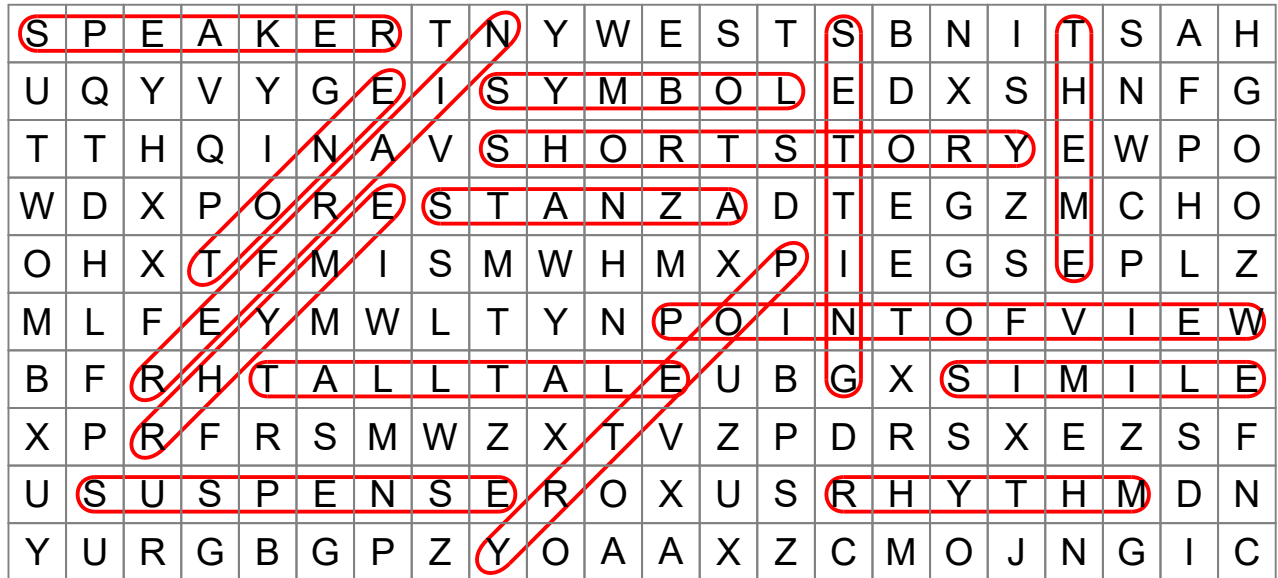 S P E A K E R T N Y W E S T S B N I T S A H
U Q Y V Y G E I S Y M B O L E D X S H N F G
T T H Q I N A V S H O R T S T O R Y E W P O
W D X P O R E S T A N Z A D T E G Z M C H O
O H X T F M I S M W H M X P I E G S E P L Z
M L F E Y M W L T Y N P O I N T O F V I E W
B F R H T A L L T A L E U B G X S I M I L E
X P R F R S M W Z X T V Z P D R S X E Z S F
U S U S P E N S E R O X U S R H Y T H M D N
Y U R G B G P Z Y O A A X Z C M O J N G I C